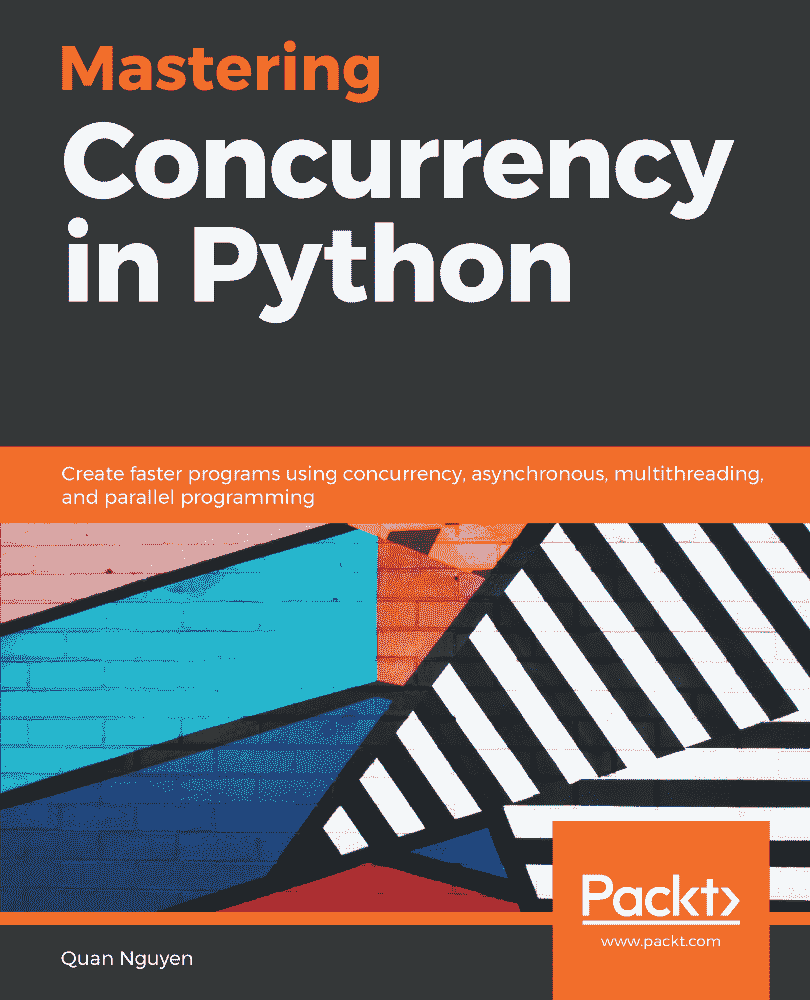 Mastering
Concurrency
in Python
Create faster programs using concurrency, asynchronous, multithreading,
and parallel programming
Packt>
www.packt.com
Quan Nguyen